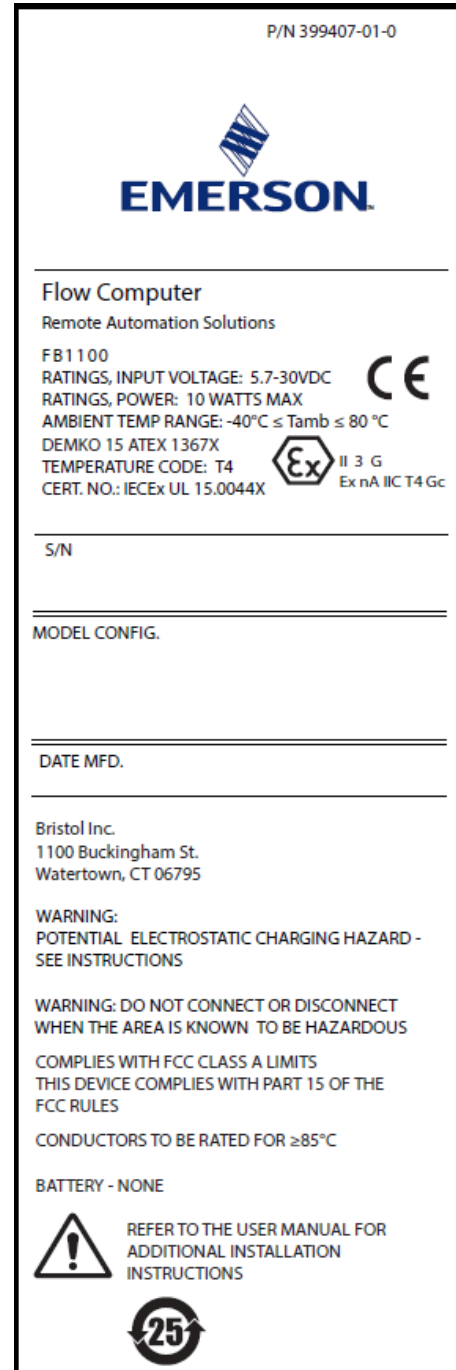 P/N 399407-01-0
EMERSON™
Flow Computer
Remote Automation Solutions
FB1100
RATINGS, INPUT VOLTAGE: 5.7-30VDC
RATINGS, POWER: 10 WATTS MAX
CE
AMBIENT TEMP RANGE: -40°C ≤ Tamb ≤ 80 °C
DEMKO 15 ATEX 1367X
TEMPERATURE CODE: T4
CERT. NO.: IECEx UL 15.0044X
Ex
II 3 G
Ex nA IIC T4 Gc
S/N
MODEL CONFIG.
DATE MFD.
Bristol Inc.
1100 Buckingham St.
Watertown, CT 06795
WARNING:
POTENTIAL ELECTROSTATIC CHARGING HAZARD -
SEE INSTRUCTIONS
WARNING: DO NOT CONNECT OR DISCONNECT
WHEN THE AREA IS KNOWN TO BE HAZARDOUS
COMPLIES WITH FCC CLASS A LIMITS
THIS DEVICE COMPLIES WITH PART 15 OF THE
FCC RULES
CONDUCTORS TO BE RATED FOR ≥85°C
BATTERY - NONE
REFER TO THE USER MANUAL FOR
ADDITIONAL INSTALLATION
INSTRUCTIONS
25